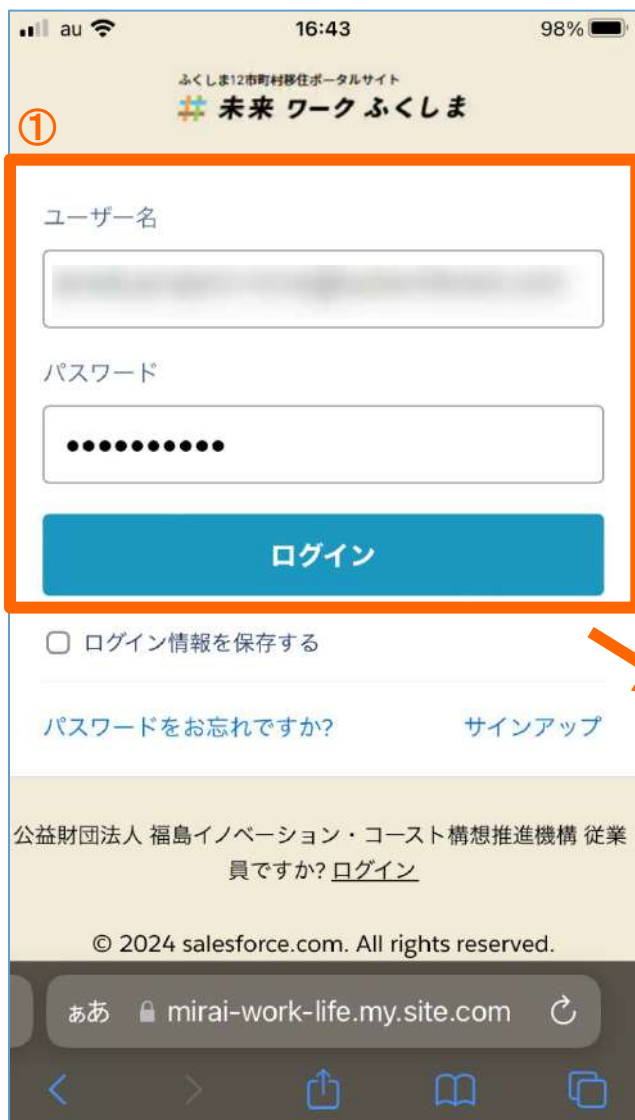 au 16:43 98%
ふくしま12市町村移住ポータルサイト
未来 ワーク ふくしま
①
ユーザー名
パスワード
••••••••••
ログイン
ログイン情報を保存する
パスワードをお忘れですか? サインアップ
公益財団法人 福島イノベーション・コースト構想推進機構 従業
員ですか? ログイン
© 2024 salesforce.com. All rights reserved.
ぁあ mirai-work-life.my.site.com